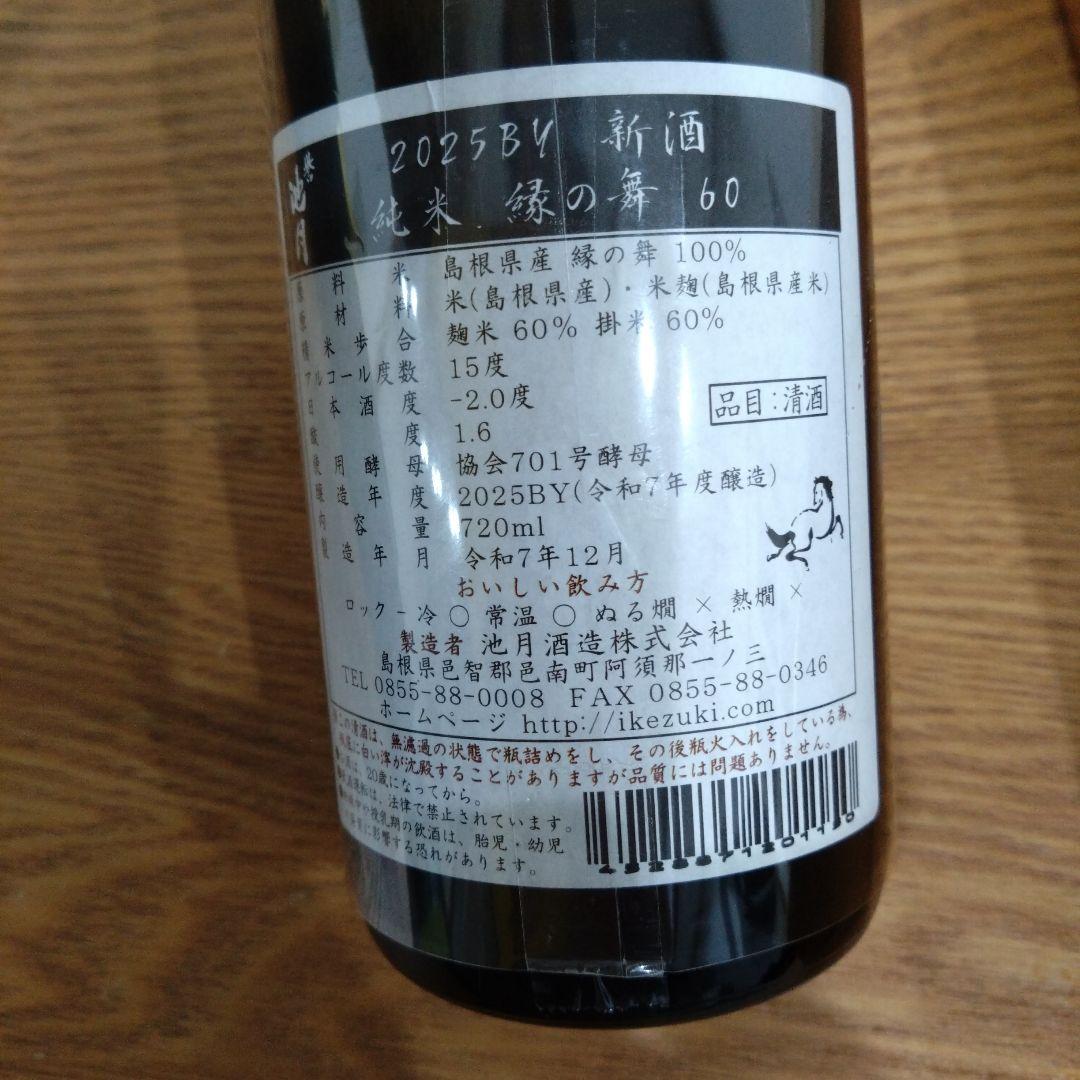 2025BY 新酒
誉 池月
純米 縁の舞 60
料米 島根県産 縁の舞 100%
原材料 米(島根県産)・米麹(島根県産米)
精米歩合 麹米 60% 掛米 60%
アルコール度数 15度
日本酒度 -2.0度
品目:清酒
酸度 1.6
使用酵母 協会701号酵母
醸造年度 2025BY(令和7年度醸造)
内容量 720ml
製造年月 令和7年12月
おいしい飲み方
ロック - 冷 ○ 常温 ○ ぬる燗 × 熱燗 ×
製造者 池月酒造株式会社
島根県邑智郡邑南町阿須那一ノ三
TEL 0855-88-0008 FAX 0855-88-0346
ホームページ http://ikezuki.com
この清酒は、無濾過の状態で瓶詰めをし、その後瓶火入れをしている為、
に白い滓が沈殿することがありますが品質には問題ありません。
は、20歳になってから。
運転は、法律で禁止されています。
授乳期の飲酒は、胎児・幼児
に影響する恐れがあります。